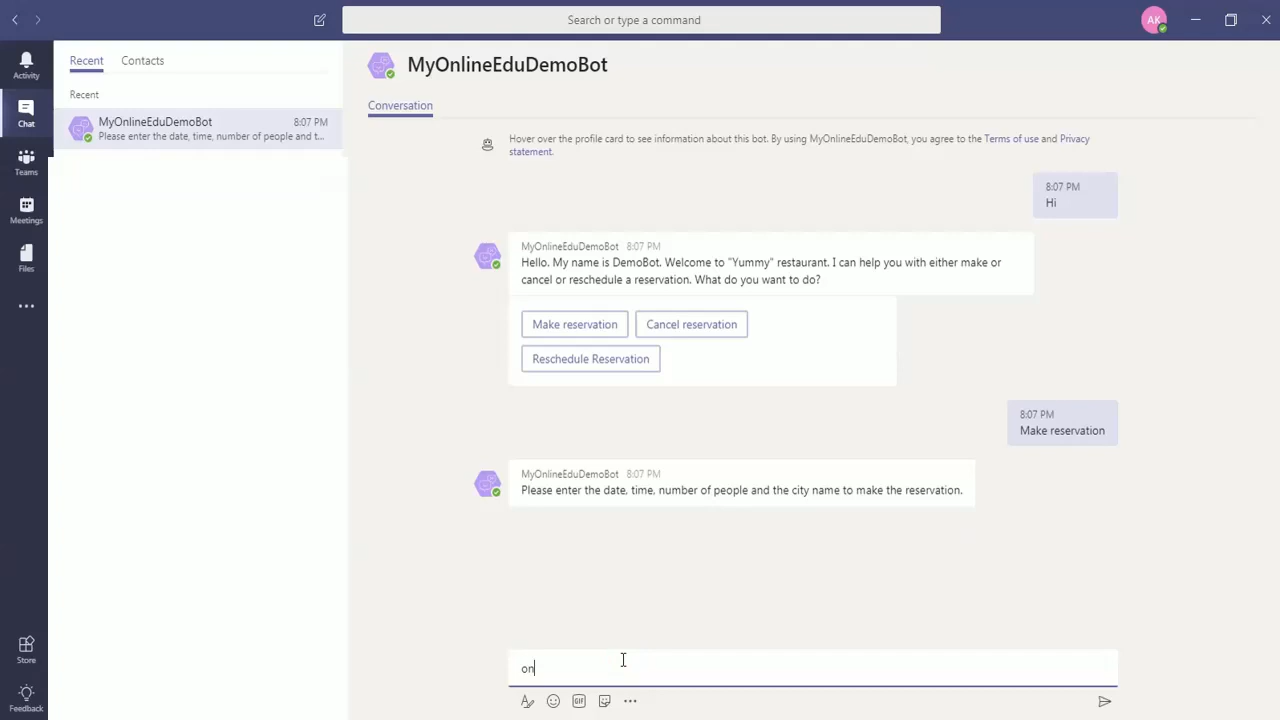 Search or type a command
AK
Activity
Chat
Teams
Meetings
Files
Store
Feedback
Recent
Contacts
Recent
MyOnlineEduDemoBot
8:07 PM
Please enter the date, time, number of people and t...
MyOnlineEduDemoBot
Conversation
Hover over the profile card to see information about this bot. By using MyOnlineEduDemoBot, you agree to the Terms of use and Privacy
statement.
8:07 PM
Hi
MyOnlineEduDemoBot 8:07 PM
Hello. My name is DemoBot. Welcome to "Yummy" restaurant. I can help you with either make or
cancel or reschedule a reservation. What do you want to do?
Make reservation
Cancel reservation
Reschedule Reservation
8:07 PM
Make reservation
MyOnlineEduDemoBot 8:07 PM
Please enter the date, time, number of people and the city name to make the reservation.
on
GIF